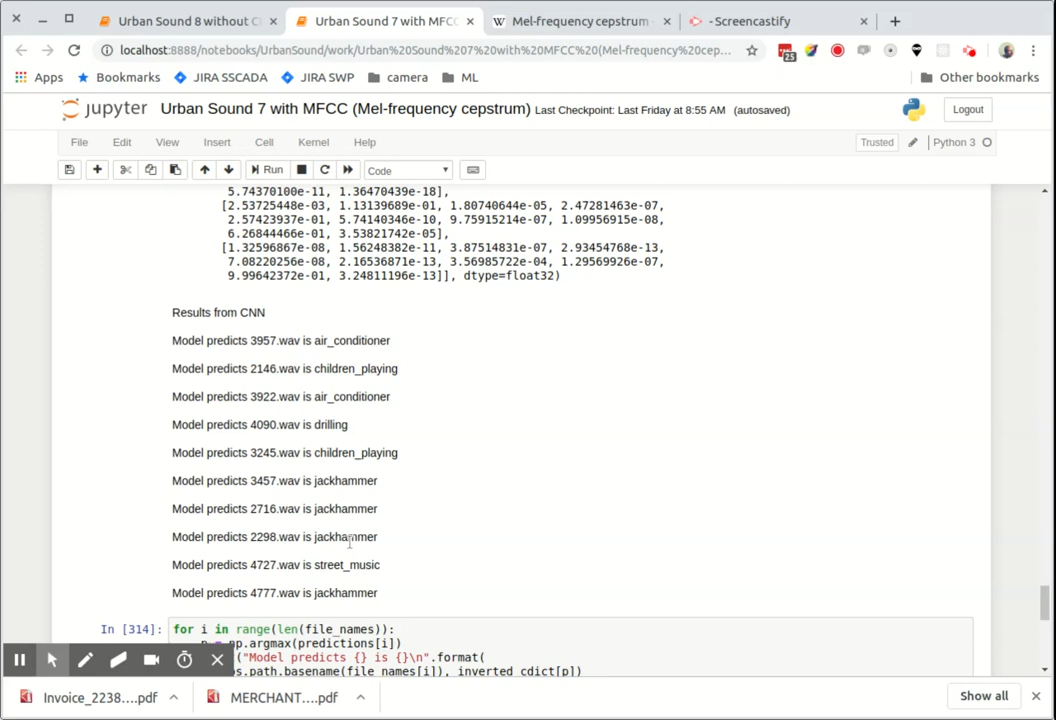 Urban Sound 8 without C
Urban Sound 7 with MFCC
Mel-frequency cepstrum
- Screencastify
localhost:8888/notebooks/UrbanSound/work/Urban%20Sound%207%20with%20MFCC%20(Mel-frequency%20cep...
25
Apps
Bookmarks
JIRA SSCADA
JIRA SWP
camera
ML
Other bookmarks
jupyter
Urban Sound 7 with MFCC (Mel-frequency cepstrum) Last Checkpoint: Last Friday at 8:55 AM (autosaved)
Logout
File Edit View Insert Cell Kernel Help
Trusted
Python 3
Run
Code
5.74370100e-11, 1.36470439e-18],
[2.53725448e-03, 1.13139689e-01, 1.80740644e-05, 2.47281463e-07,
2.57423937e-01, 5.74140346e-10, 9.75915214e-07, 1.09956915e-08,
6.26844466e-01, 3.53821742e-05],
[1.32596867e-08, 1.56248382e-11, 3.87514831e-07, 2.93454768e-13,
7.08220256e-08, 2.16536871e-13, 3.56985722e-04, 1.29569926e-07,
9.99642372e-01, 3.24811196e-13]], dtype=float32)
Results from CNN
Model predicts 3957.wav is air_conditioner
Model predicts 2146.wav is children_playing
Model predicts 3922.wav is air_conditioner
Model predicts 4090.wav is drilling
Model predicts 3245.wav is children_playing
Model predicts 3457.wav is jackhammer
Model predicts 2716.wav is jackhammer
Model predicts 2298.wav is jackhammer
Model predicts 4727.wav is street_music
Model predicts 4777.wav is jackhammer
In [314]:
for i in range(len(file_names)):
= np.argmax(predictions[i])
("Model predicts {} is {}\n".format(
s.path.basename(file_names[i]), inverted_cdict[p])
Invoice_2238....pdf
MERCHANT....pdf
Show all